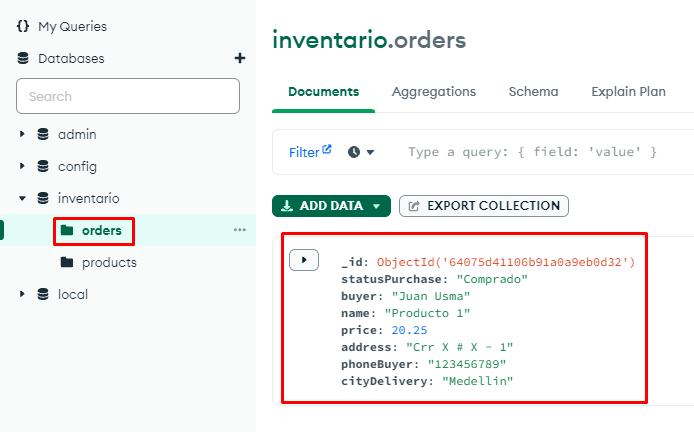 {} My Queries
Databases
+
Search
admin
config
inventario
orders
...
products
local
inventario.orders
Documents Aggregations Schema Explain Plan
Filter
Type a query: { field: 'value' }
ADD DATA
EXPORT COLLECTION
_id: ObjectId('64075d41106b91a0a9eb0d32')
statusPurchase: "Comprado"
buyer: "Juan Usma"
name: "Producto 1"
price: 20.25
address: "Crr X # X - 1"
phoneBuyer: "123456789"
cityDelivery: "Medellin"